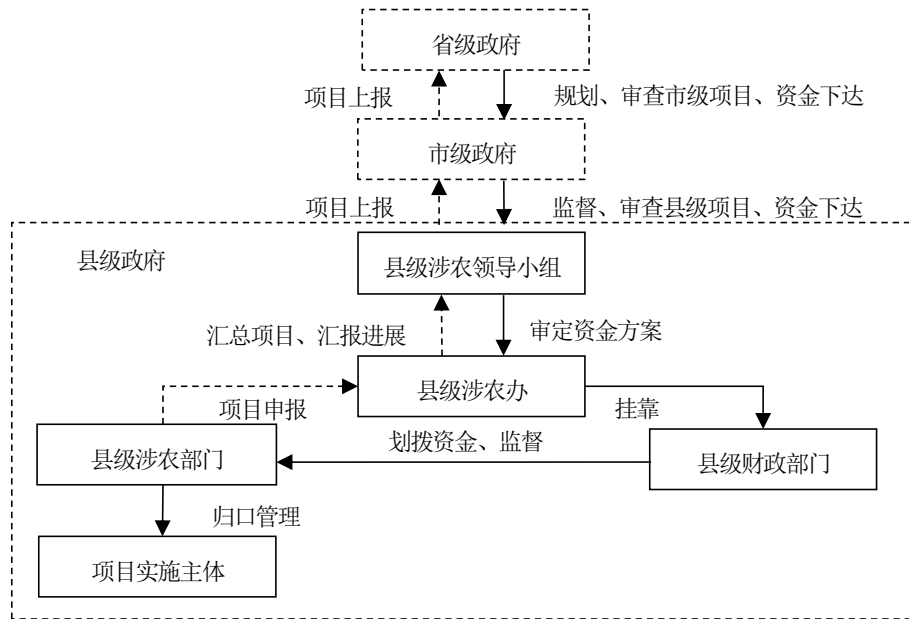 省级政府
项目上报
规划、审查市级项目、资金下达
市级政府
项目上报
监督、审查县级项目、资金下达
县级政府
县级涉农领导小组
汇总项目、汇报进展
审定资金方案
县级涉农办
项目申报
挂靠
县级涉农部门
划拨资金、监督
县级财政部门
归口管理
项目实施主体